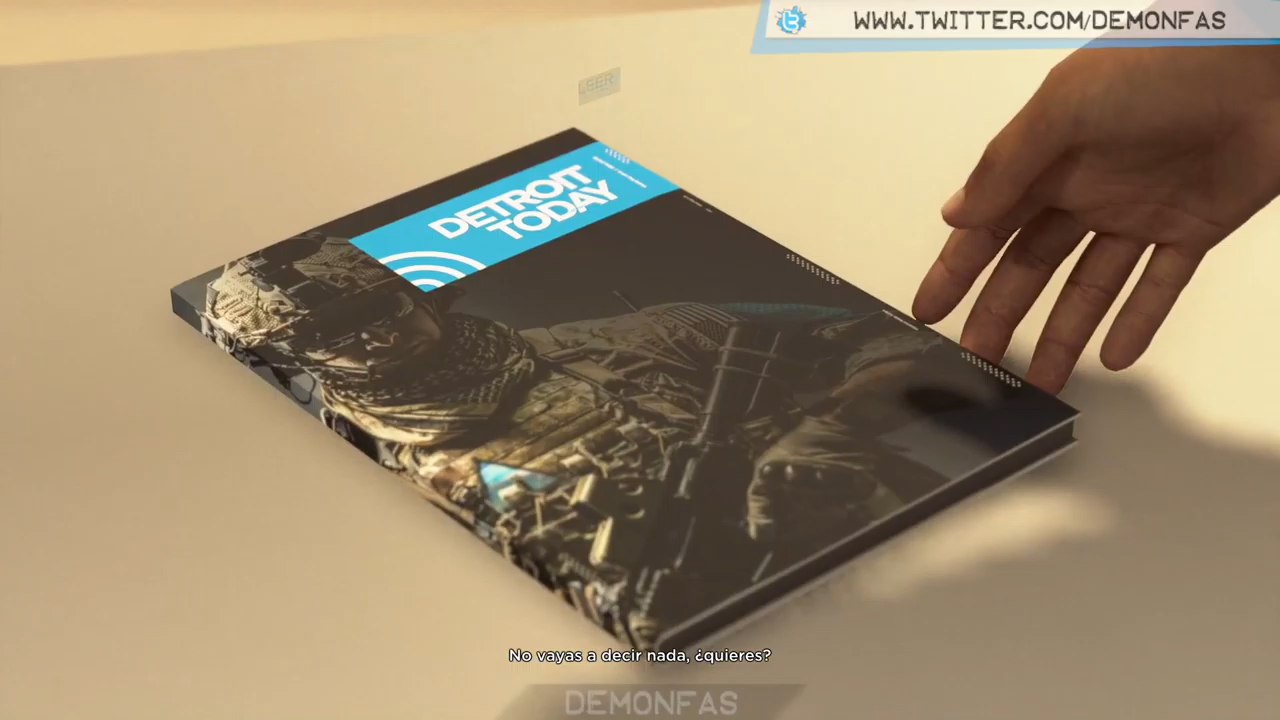 WWW.TWITTER.COM/DEMONFAS
DETROIT
TODAY
No vayas a decir nada, ¿quieres?
DEMONFAS